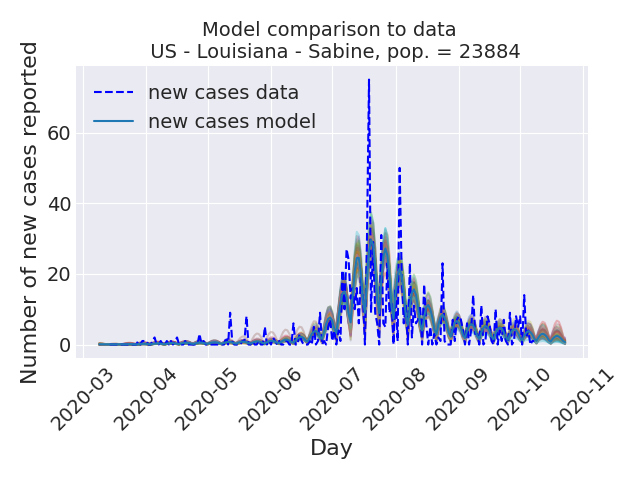 Model comparison to data
US - Louisiana - Sabine, pop. = 23884
Number of new cases reported
new cases data
new cases model
60
40
20
0
2020-03
2020-04
2020-05
2020-06
2020-07
2020-08
2020-09
2020-10
2020-11
Day